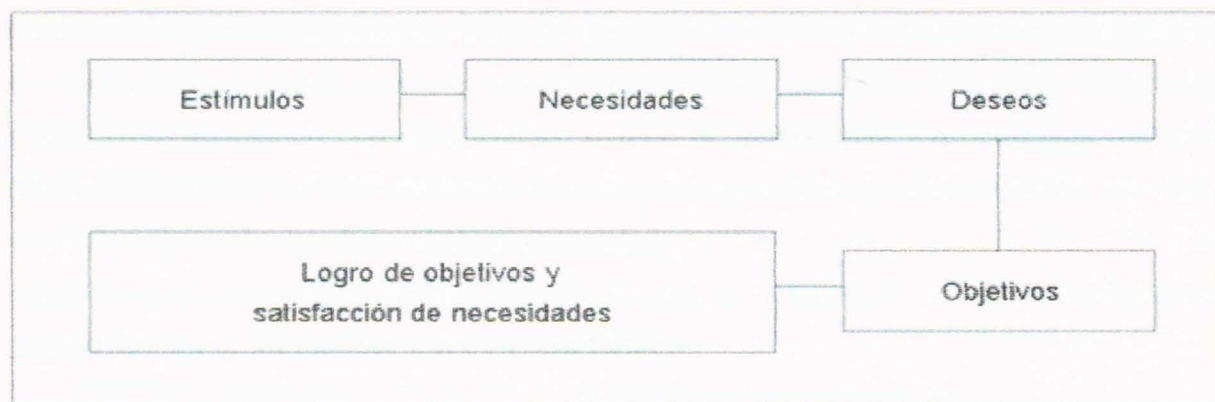 Estímulos
Necesidades
Deseos
Logro de objetivos y
satisfacción de necesidades
Objetivos